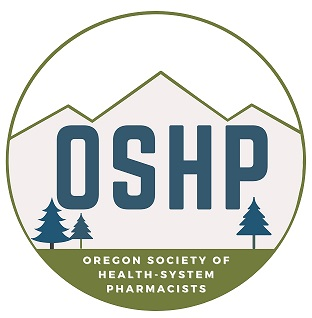 OSHP
OREGON SOCIETY OF
HEALTH-SYSTEM
PHARMACISTS